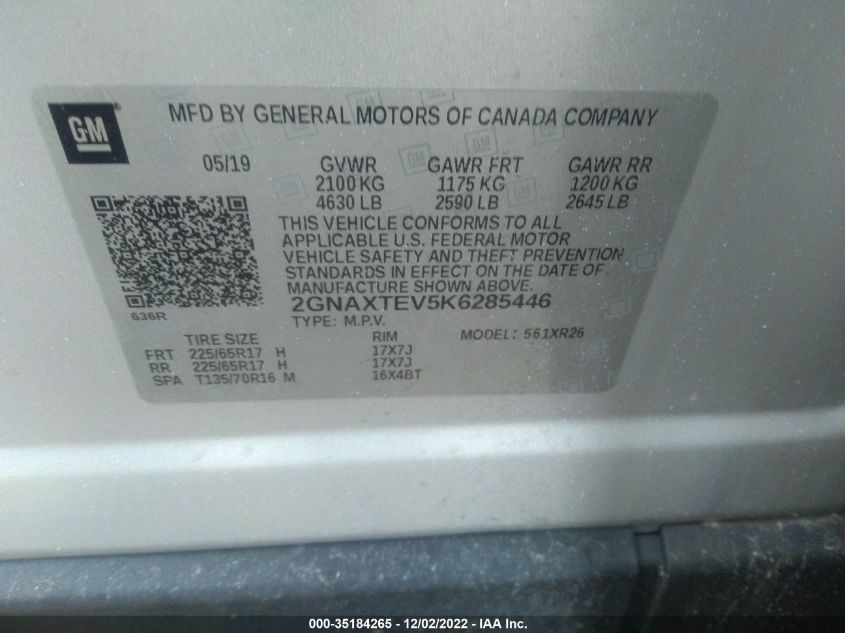 GM
MFD BY GENERAL MOTORS OF CANADA COMPANY
05/19 GVWR GAWR FRT GAWR RR
2100 KG 1175 KG 1200 KG
4630 LB 2590 LB 2645 LB
THIS VEHICLE CONFORMS TO ALL
APPLICABLE U.S. FEDERAL MOTOR
VEHICLE SAFETY AND THEFT PREVENTION
STANDARDS IN EFFECT ON THE DATE OF
MANUFACTURE SHOWN ABOVE.
2GNAXTEV5K6285446
636R
TYPE: M.P.V.
TIRE SIZE RIM MODEL: 561XR26
FRT 225/65R17 H 17X7J
RR 225/65R17 H 17X7J
SPA T135/70R16 M 16X4BT
000-35184265 - 12/02/2022 - IAA Inc.